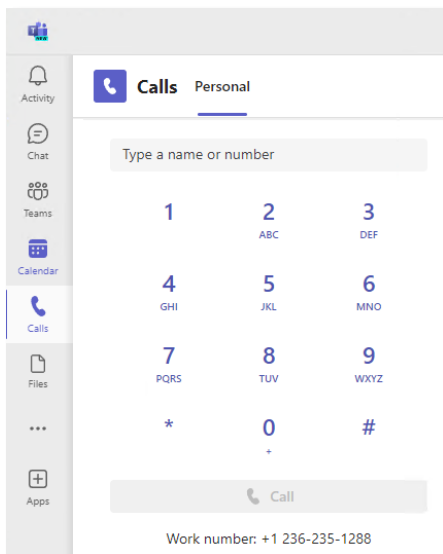 NEW
Activity
Chat
Teams
Calendar
Calls
Files
Apps
Calls Personal
Type a name or number
1 2 3
ABC DEF
4 5 6
GHI JKL MNO
7 8 9
PQRS TUV WXYZ
* 0 #
+
Call
Work number: +1 236-235-1288